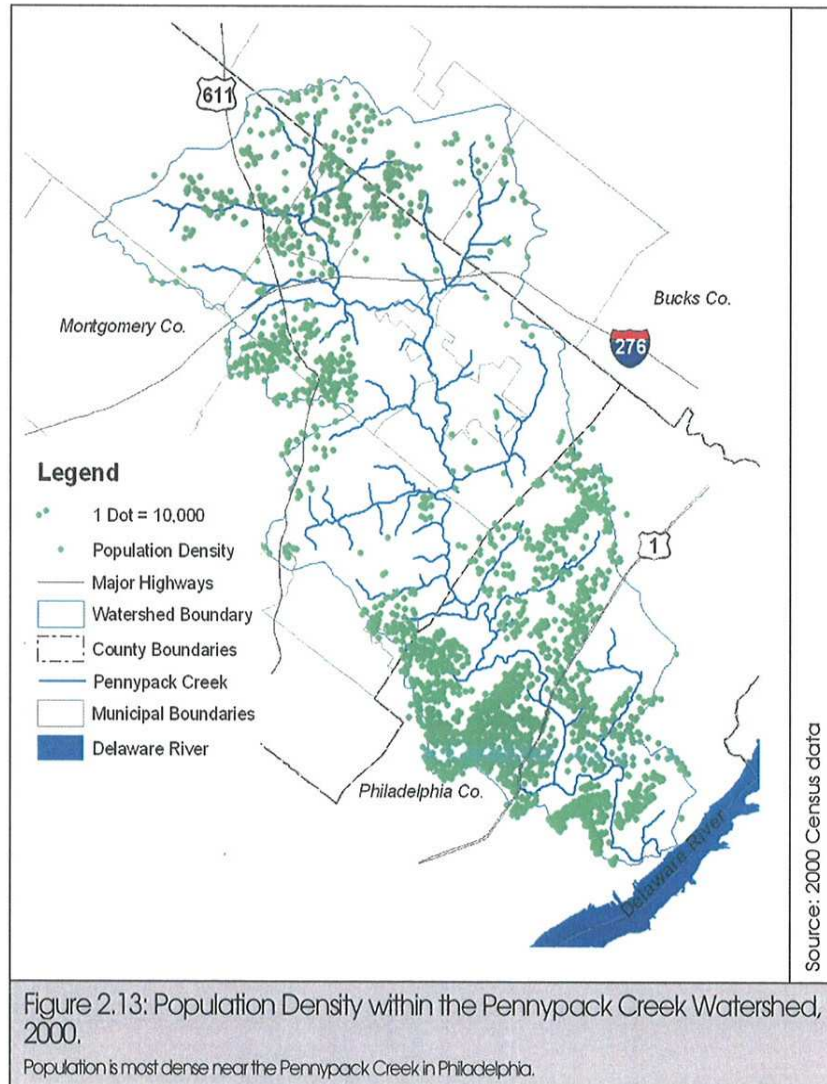 611
Bucks Co.
Montgomery Co.
276
Legend
1 Dot = 10,000
Population Density
Major Highways
Watershed Boundary
County Boundaries
Pennypack Creek
Municipal Boundaries
Delaware River
1
Philadelphia Co.
Delaware River
Source: 2000 Census data
Figure 2.13: Population Density within the Pennypack Creek Watershed,
2000.
Population is most dense near the Pennypack Creek in Philadelphia.